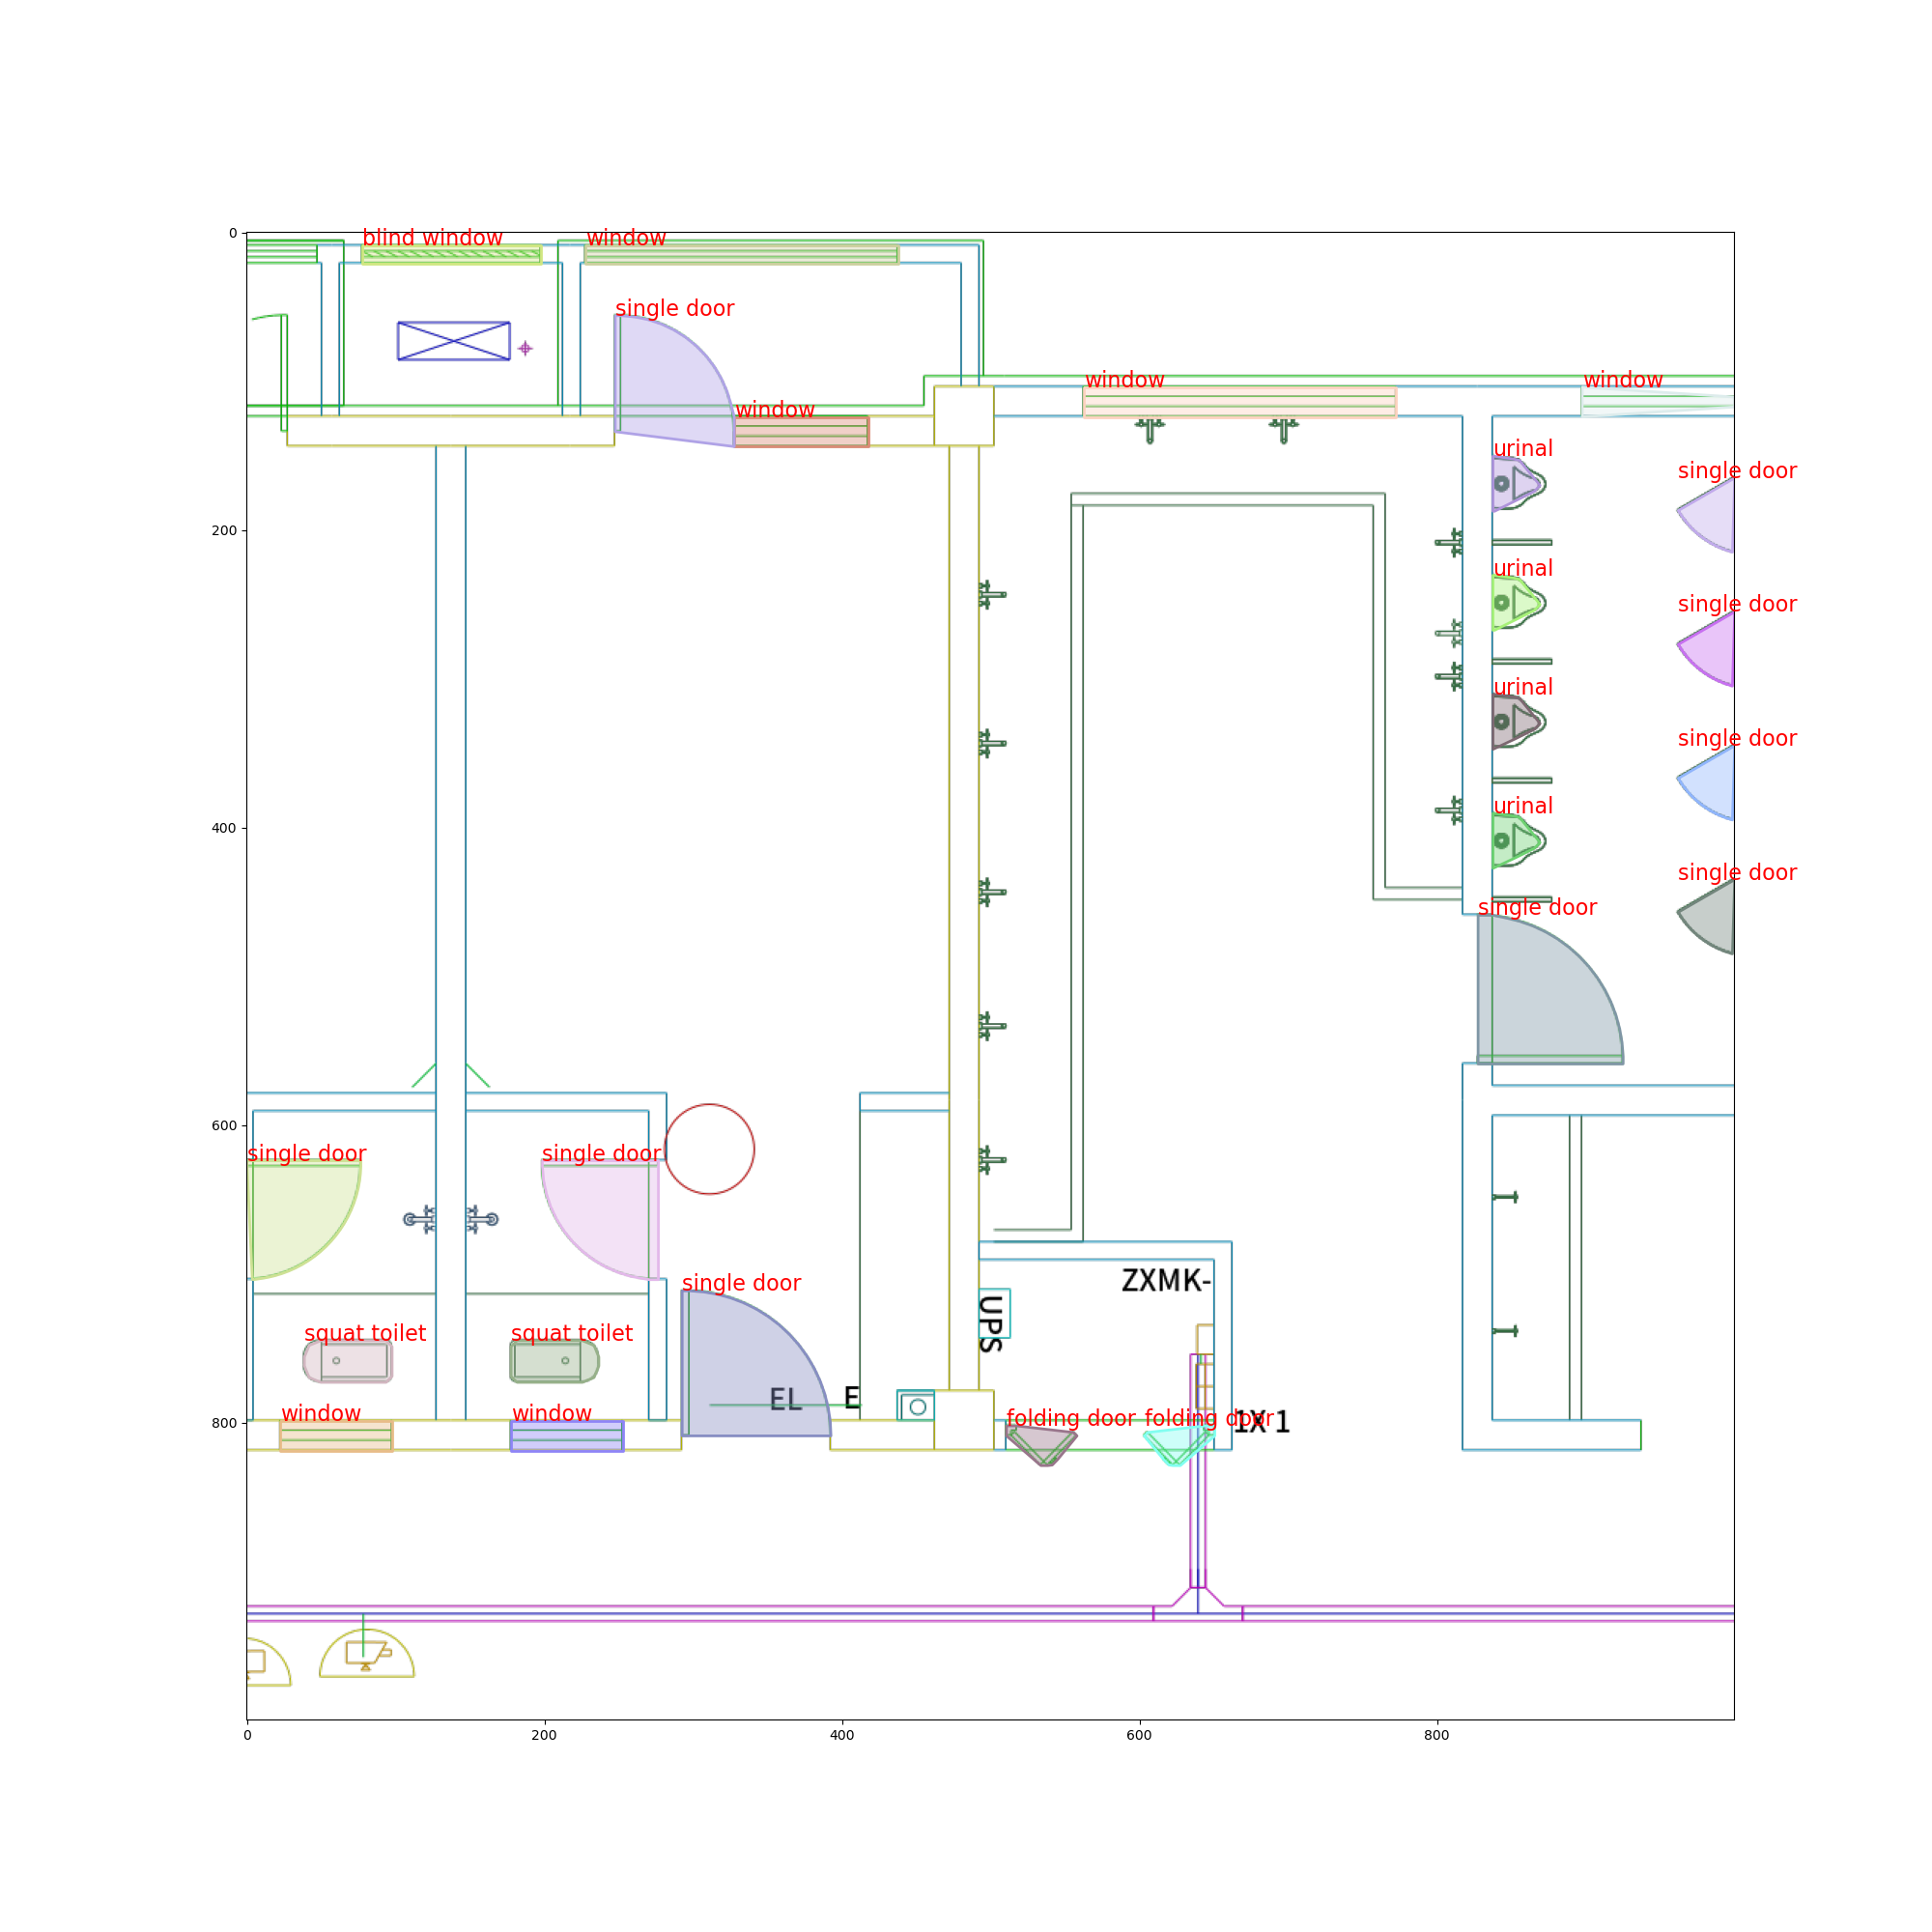 0
blind window
window
single door
window
window
window
urinal
single door
200
urinal
single door
urinal
single door
400
urinal
single door
single door
600
single door
single door
ZXMK-
single door
UPS
squat toilet
squat toilet
EL
E
800
window
window
folding door
folding door
1X 1
0
200
400
600
800